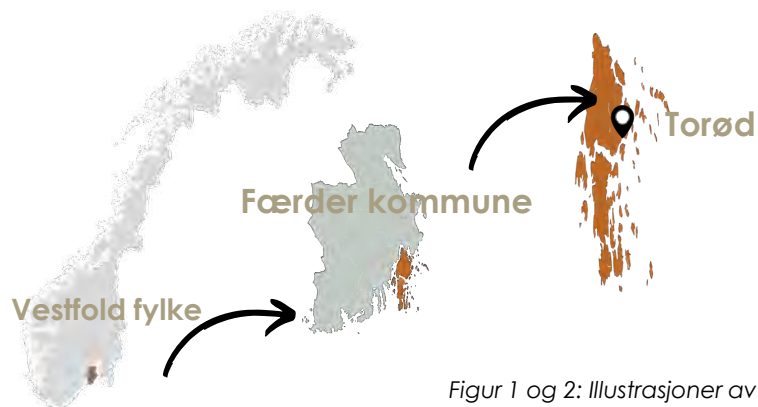 Torød
Færder kommune
Vestfold fylke
Figur 1 og 2: Illustrasjoner av